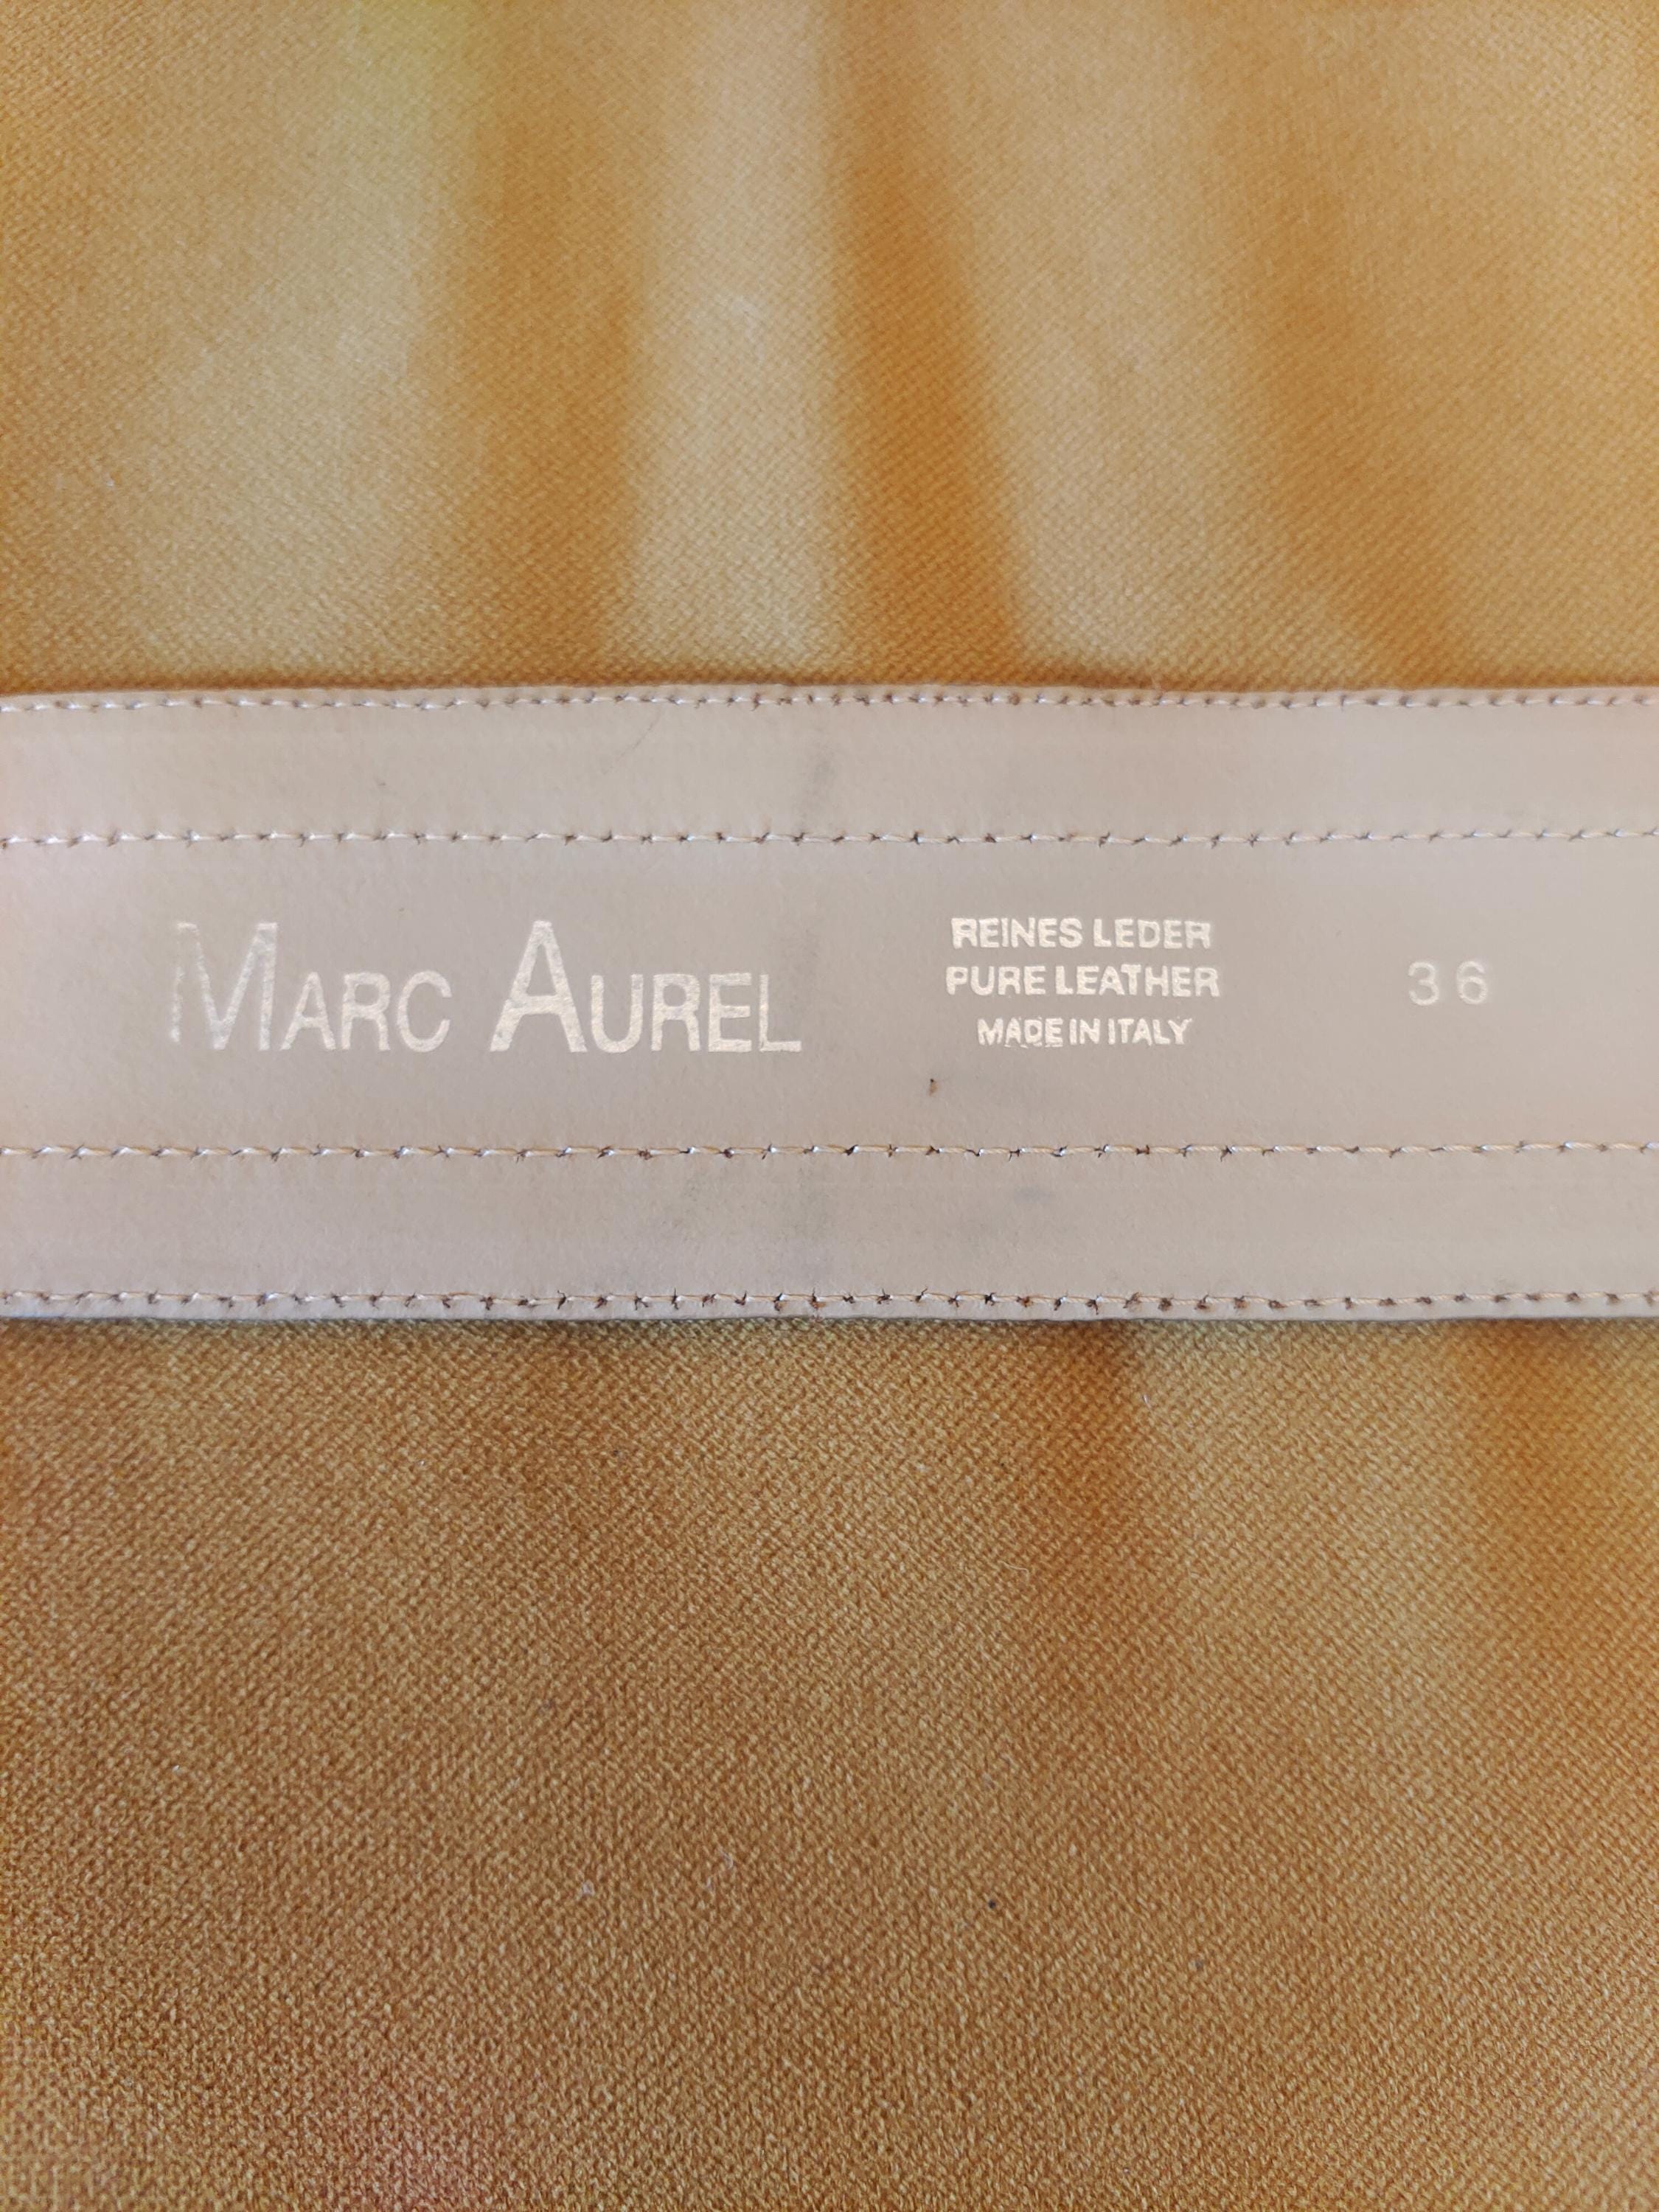 MARC AUREL
REINES LEDER
PURE LEATHER
MADE IN ITALY
36